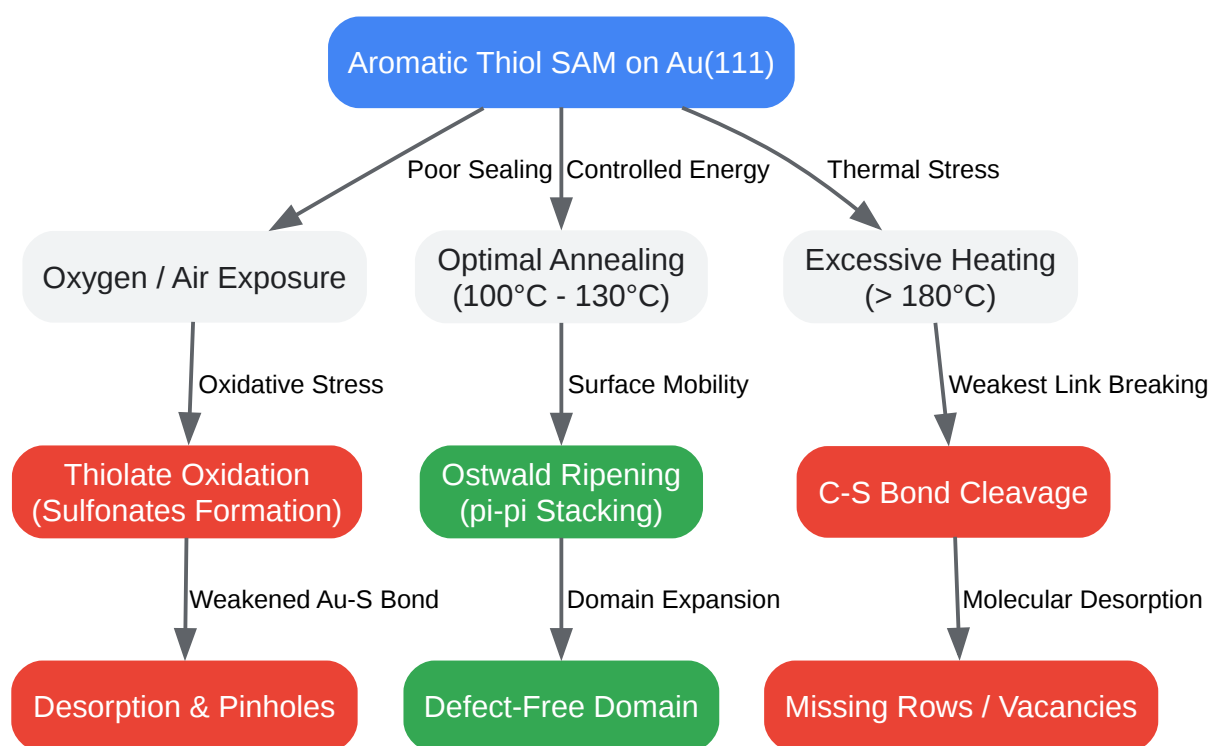 Aromatic Thiol SAM on Au(111)
Poor Sealing
Controlled Energy
Thermal Stress
Oxygen / Air Exposure
Optimal Annealing
(100°C - 130°C)
Excessive Heating
(> 180°C)
Oxidative Stress
Surface Mobility
Weakest Link Breaking
Thiolate Oxidation
(Sulfonates Formation)
Ostwald Ripening
(pi-pi Stacking)
C-S Bond Cleavage
Weakened Au-S Bond
Domain Expansion
Molecular Desorption
Desorption & Pinholes
Defect-Free Domain
Missing Rows / Vacancies